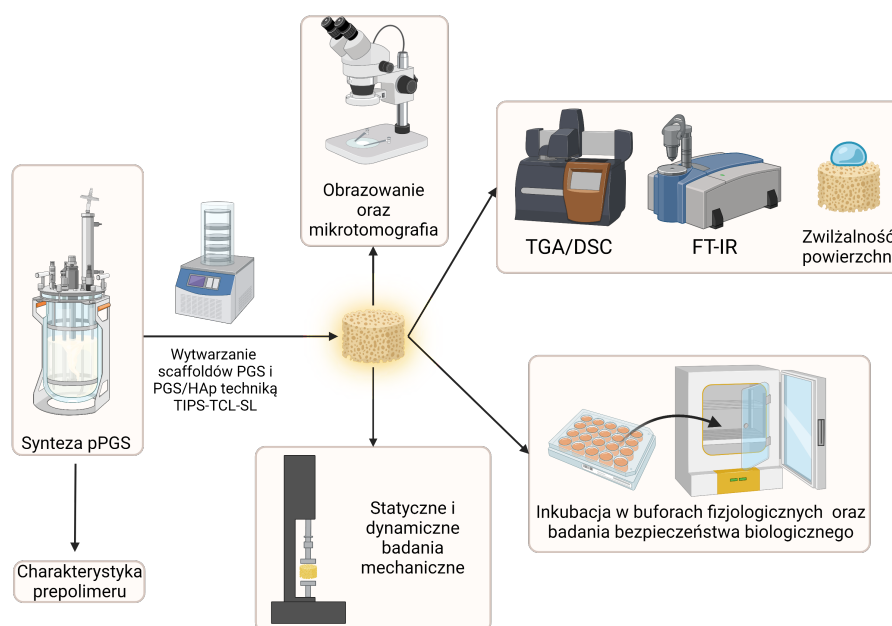 Obrazowanie
oraz
mikrotomografia
TGA/DSC
FT-IR
Zwilżalność
powierzchn
Synteza pPGS
Wytwarzanie
scaffoldów PGS i
PGS/HAp techniką
TIPS-TCL-SL
Statyczne i
dynamiczne
badania
mechaniczne
Inkubacja w buforach fizjologicznych oraz
badania bezpieczeństwa biologicznego
Charakterystyka
prepolimeru